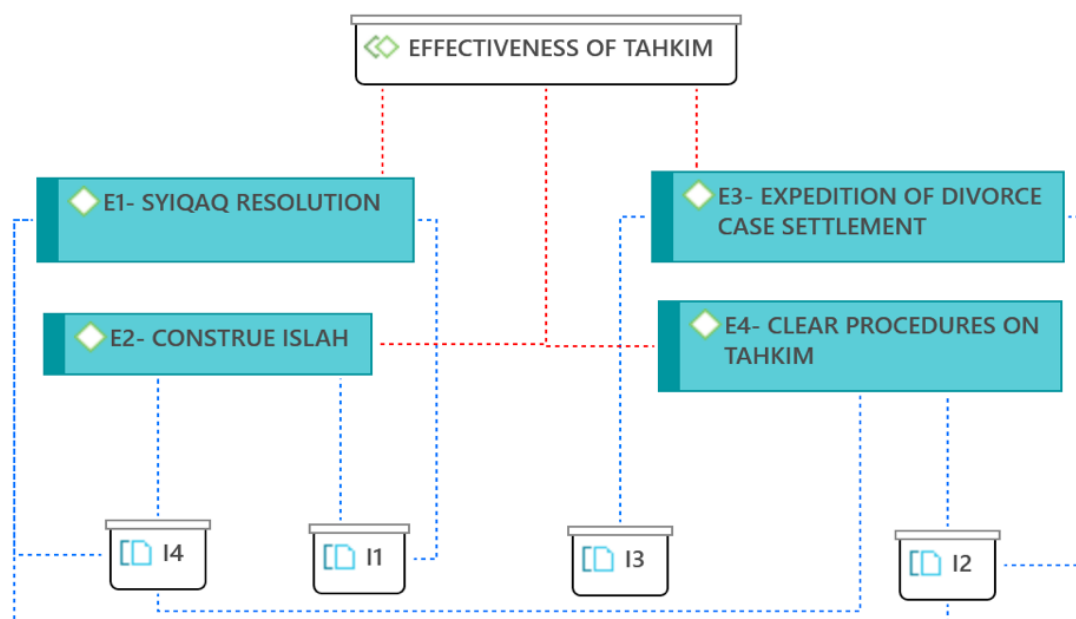 EFFECTIVENESS OF TAHKIM
E1- SYIQAQ RESOLUTION
E3- EXPEDITION OF DIVORCE
CASE SETTLEMENT
E2- CONSTRUE ISLAH
E4- CLEAR PROCEDURES ON
TAHKIM
I4
I1
I3
I2